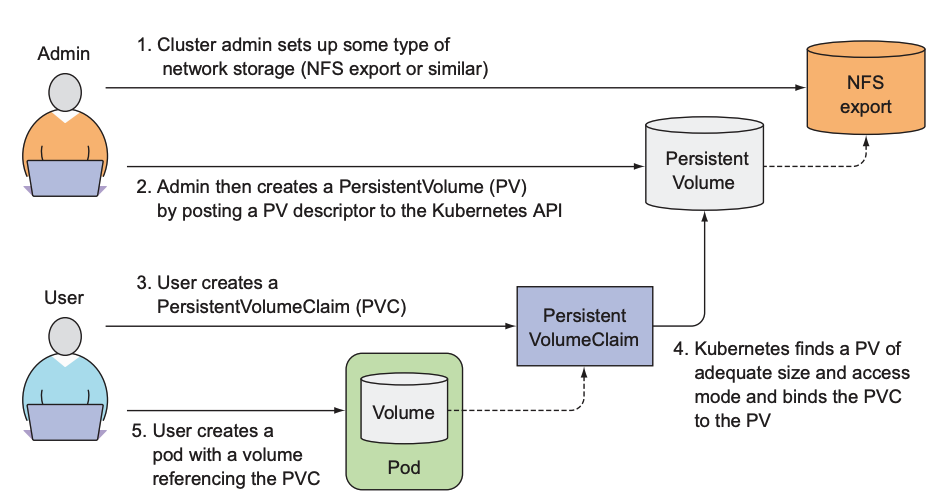 Admin
1. Cluster admin sets up some type of
network storage (NFS export or similar)
NFS
export
Persistent
Volume
2. Admin then creates a PersistentVolume (PV)
by posting a PV descriptor to the Kubernetes API
User
3. User creates a
PersistentVolumeClaim (PVC)
Persistent
VolumeClaim
4. Kubernetes finds a PV of
adequate size and access
mode and binds the PVC
to the PV
Volume
Pod
5. User creates a
pod with a volume
referencing the PVC